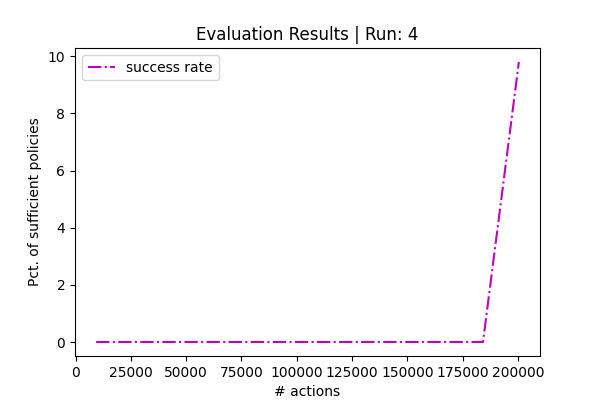 Evaluation Results | Run: 4
success rate
Pct. of sufficient policies
10
8
6
4
2
0
0 25000 50000 75000 100000 125000 150000 175000 200000
# actions